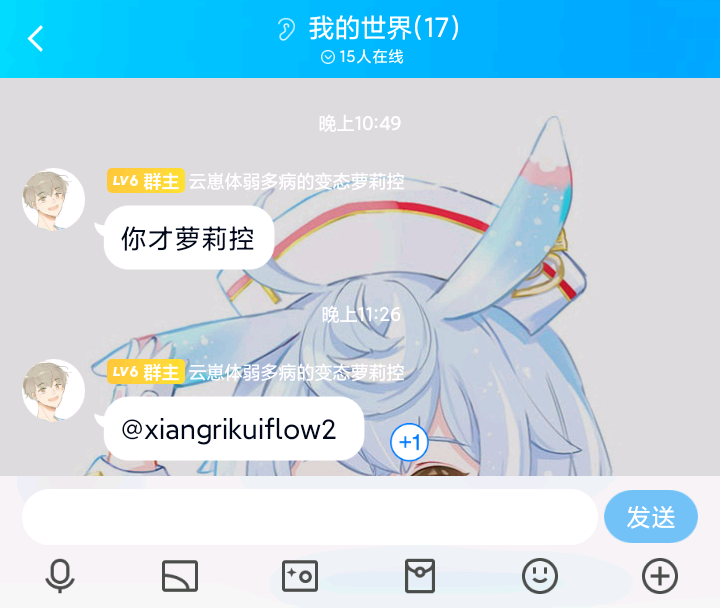 我的世界(17)
15人在线
晚上10:49
LV6 群主 云崽体弱多病的变态萝莉控
你才萝莉控
晚上11:26
LV6 群主 云崽体弱多病的变态萝莉控
@xiangrikuiflow2
+1
发送